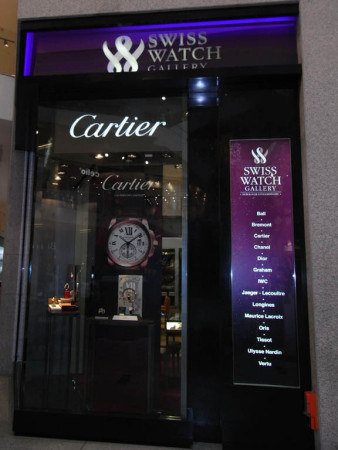 SWISS
WATCH
GALLERY
Cartier
Cartier
SWISS
WATCH
GALLERY
Ball
Bremont
Cartier
Chanel
Dior
Graham
IWC
Jaeger - Lecoultre
Longines
Maurice Lacroix
Oris
Tissot
Ulysse Nardin
Vertu